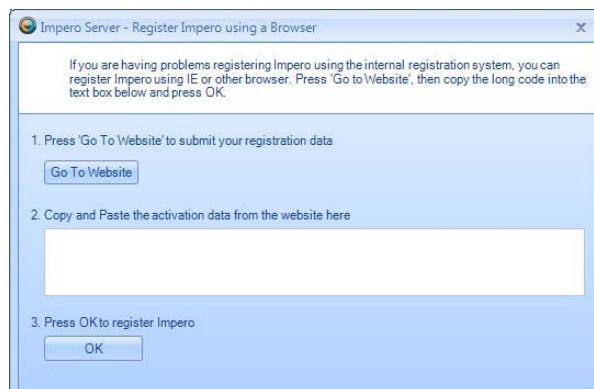 Impero Server - Register Impero using a Browser
If you are having problems registering Impero using the internal registration system, you can
register Impero using IE or other browser. Press 'Go to Website', then copy the long code into the
text box below and press OK.
1. Press 'Go To Website' to submit your registration data
Go To Website
2. Copy and Paste the activation data from the website here
3. Press OK to register Impero
OK